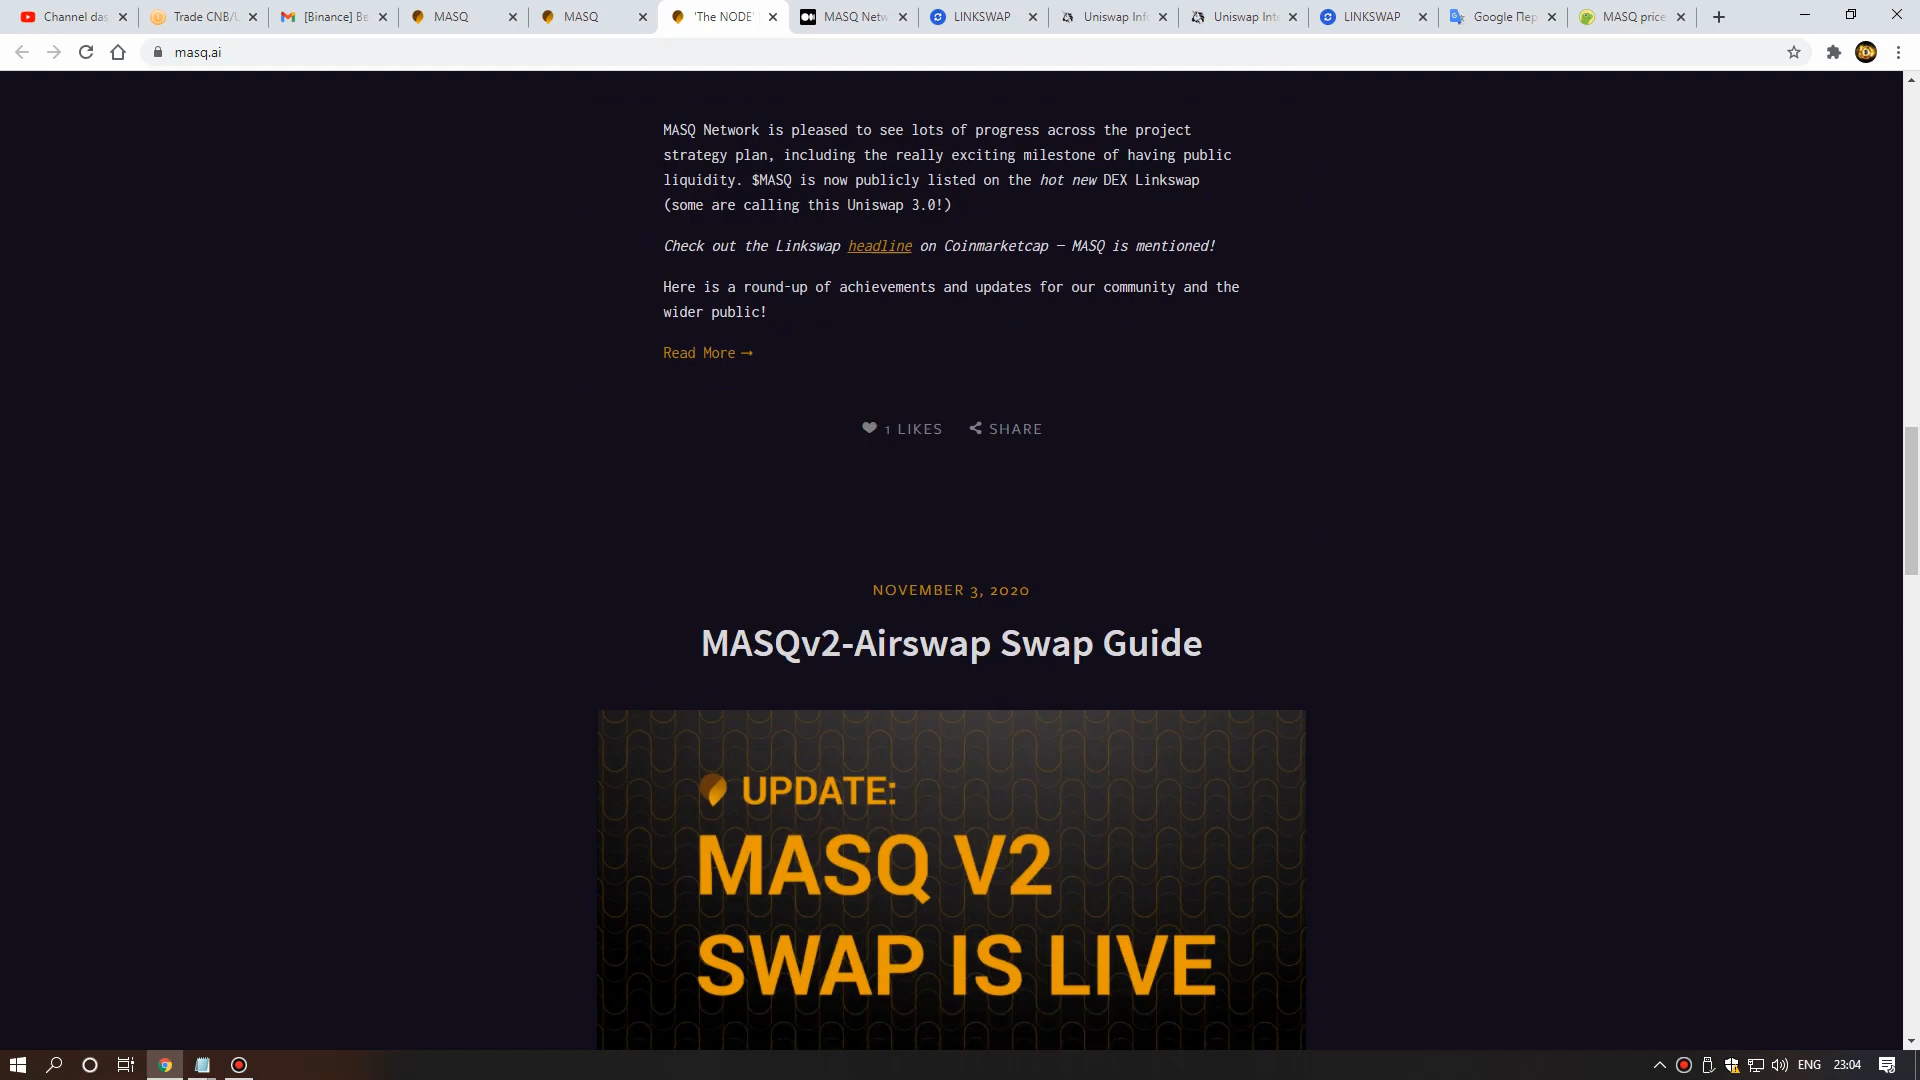 Channel das
Trade CNB/U
[Binance] Be
MASQ
MASQ
'The NODE'
MASQ Netw
LINKSWAP
Uniswap Info
Uniswap Inte
LINKSWAP
Google Пер
MASQ price
masq.ai
MASQ Network is pleased to see lots of progress across the project
strategy plan, including the really exciting milestone of having public
liquidity. $MASQ is now publicly listed on the hot new DEX Linkswap
(some are calling this Uniswap 3.0!)
Check out the Linkswap headline on Coinmarketcap – MASQ is mentioned!
Here is a round-up of achievements and updates for our community and the
wider public!
Read More →
1 LIKES
SHARE
NOVEMBER 3, 2020
MASQv2-Airswap Swap Guide
UPDATE:
MASQ V2
SWAP IS LIVE
ENG
23:04